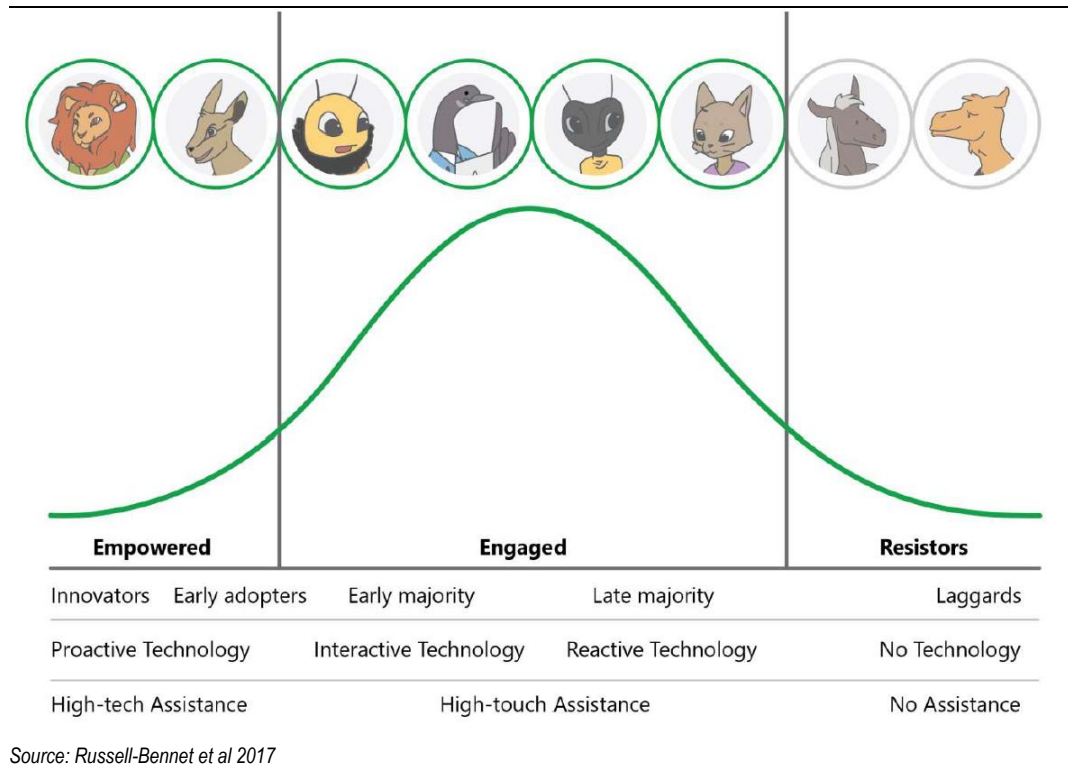 Empowered Engaged Resistors
Innovators Early adopters Early majority Late majority Laggards
Proactive Technology Interactive Technology Reactive Technology No Technology
High-tech Assistance High-touch Assistance No Assistance
Source: Russell-Bennet et al 2017